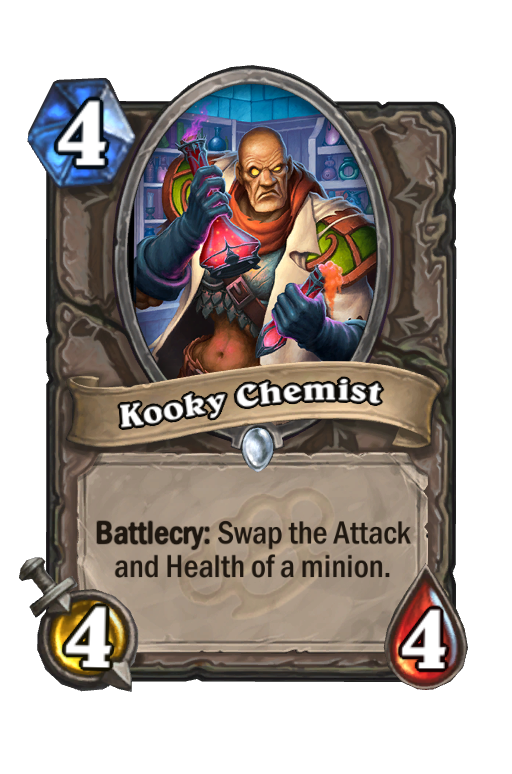 4
Kooky Chemist
Battlecry: Swap the Attack
and Health of a minion.
4
4